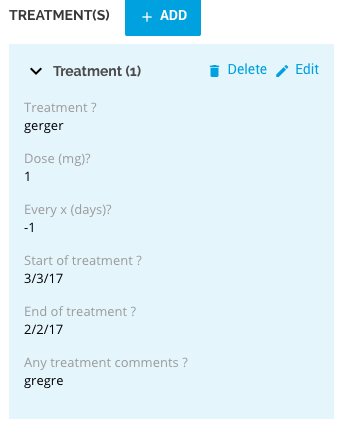 TREATMENT(S)
+ ADD
Treatment (1)
Delete
Edit
Treatment ?
gerger
Dose (mg)?
1
Every x (days)?
-1
Start of treatment ?
3/3/17
End of treatment ?
2/2/17
Any treatment comments ?
gregre